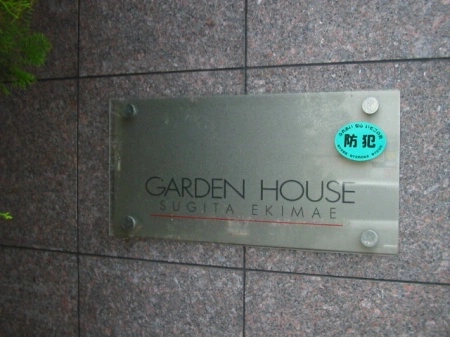 防犯
GARDEN HOUSE
SUGITA EKIMAE